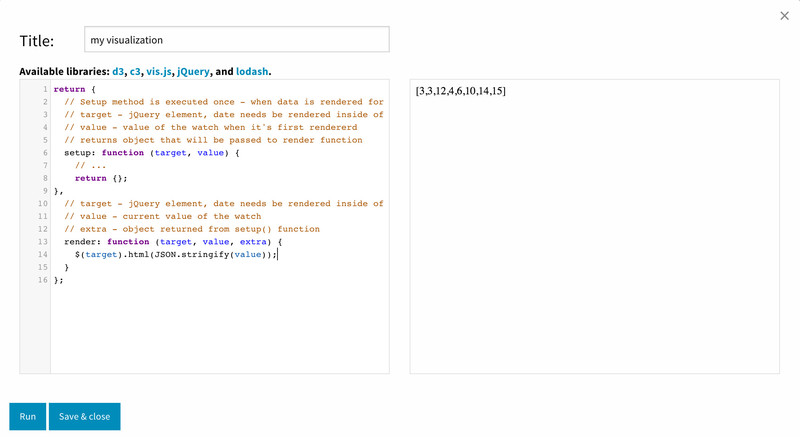 Title: my visualization
Available libraries: d3, c3, vis.js, jQuery, and lodash.
1 return {
2 // Setup method is executed once - when data is rendered for
3 // target - jQuery element, date needs be rendered inside of
4 // value - value of the watch when it's first rendererd
5 // returns object that will be passed to render function
6 setup: function (target, value) {
7 // ...
8 return {};
9 },
10 // target - jQuery element, date needs be rendered inside of
11 // value - current value of the watch
12 // extra - object returned from setup() function
13 render: function (target, value, extra) {
14 $(target).html(JSON.stringify(value));
15 }
16 };
[3,3,12,4,6,10,14,15]
Run Save & close